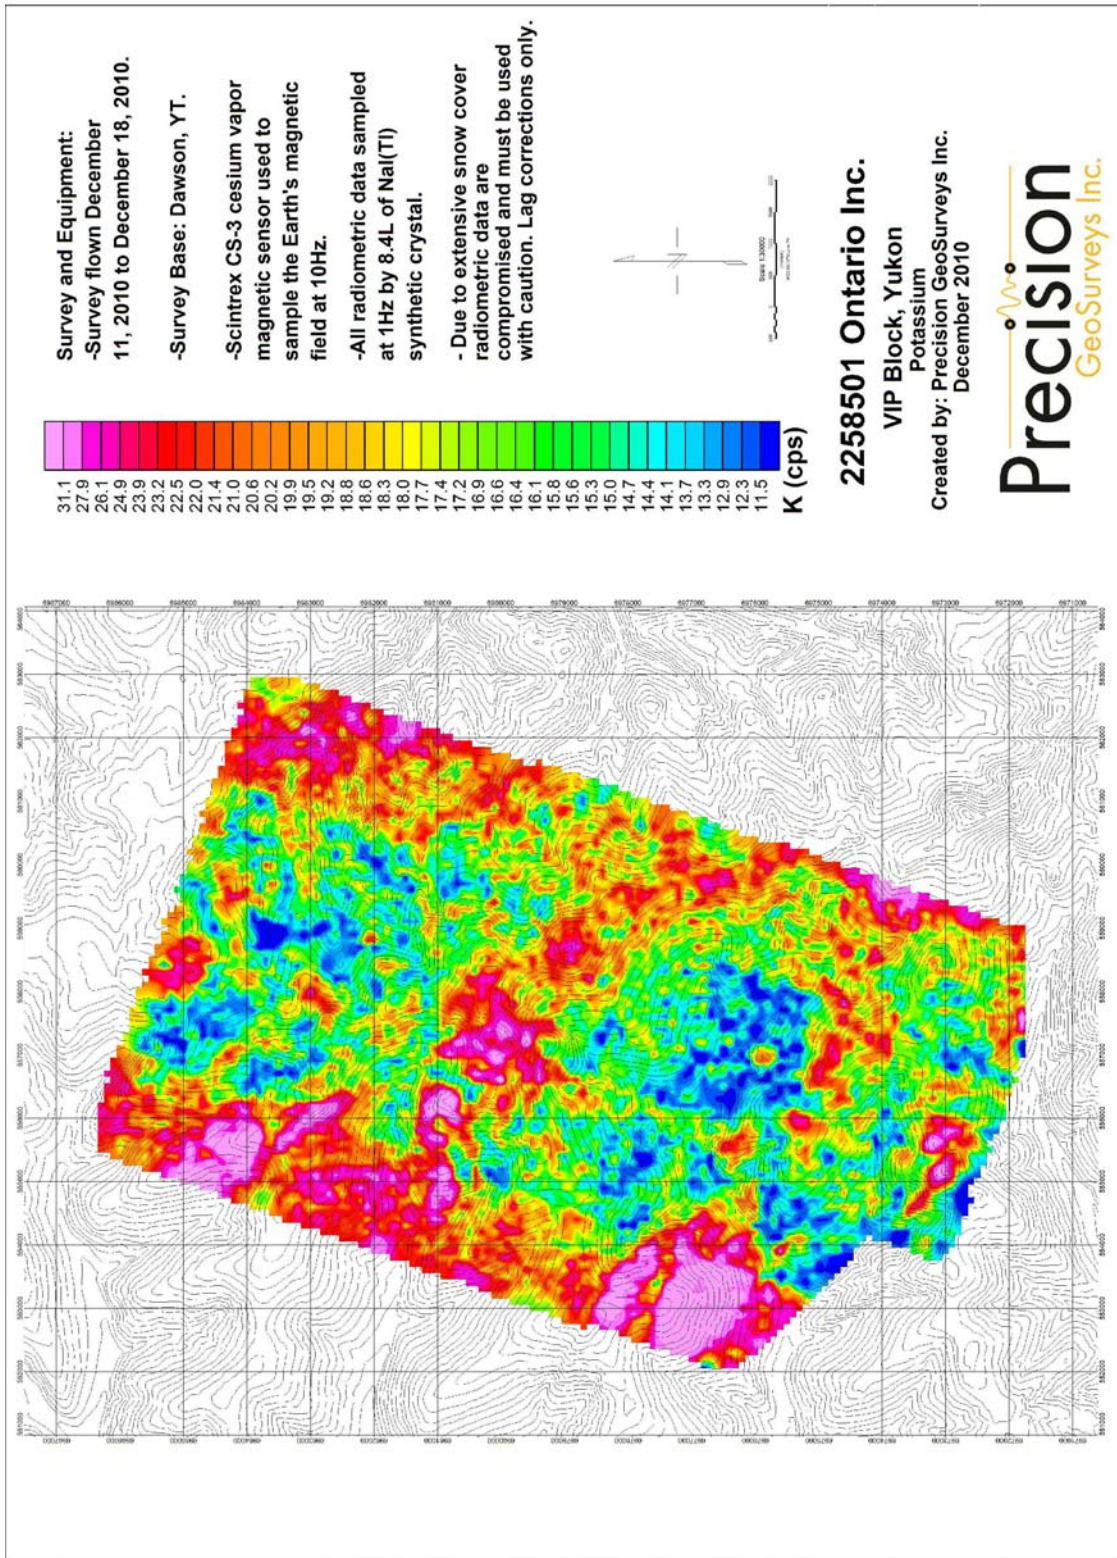 Survey and Equipment:
-Survey flown December
11, 2010 to December 18, 2010.
-Survey Base: Dawson, YT.
-Scintrex CS-3 cesium vapor
magnetic sensor used to
sample the Earth's magnetic
field at 10Hz.
-All radiometric data sampled
at 1Hz by 8.4L of NaI(Tl)
synthetic crystal.
- Due to extensive snow cover
radiometric data are
compromised and must be used
with caution. Lag corrections only.
31.1
27.9
26.1
24.9
23.9
23.2
22.5
22.0
21.4
21.0
20.6
20.2
19.9
19.5
19.2
18.8
18.6
18.3
18.0
17.7
17.4
17.2
16.9
16.6
16.4
16.1
15.8
15.6
15.3
15.0
14.7
14.4
14.1
13.7
13.3
12.9
12.3
11.5
K (cps)
Scale 1:30000
2258501 Ontario Inc.
VIP Block, Yukon
Potassium
Created by: Precision GeoSurveys Inc.
December 2010
Precision
GeoSurveys Inc.